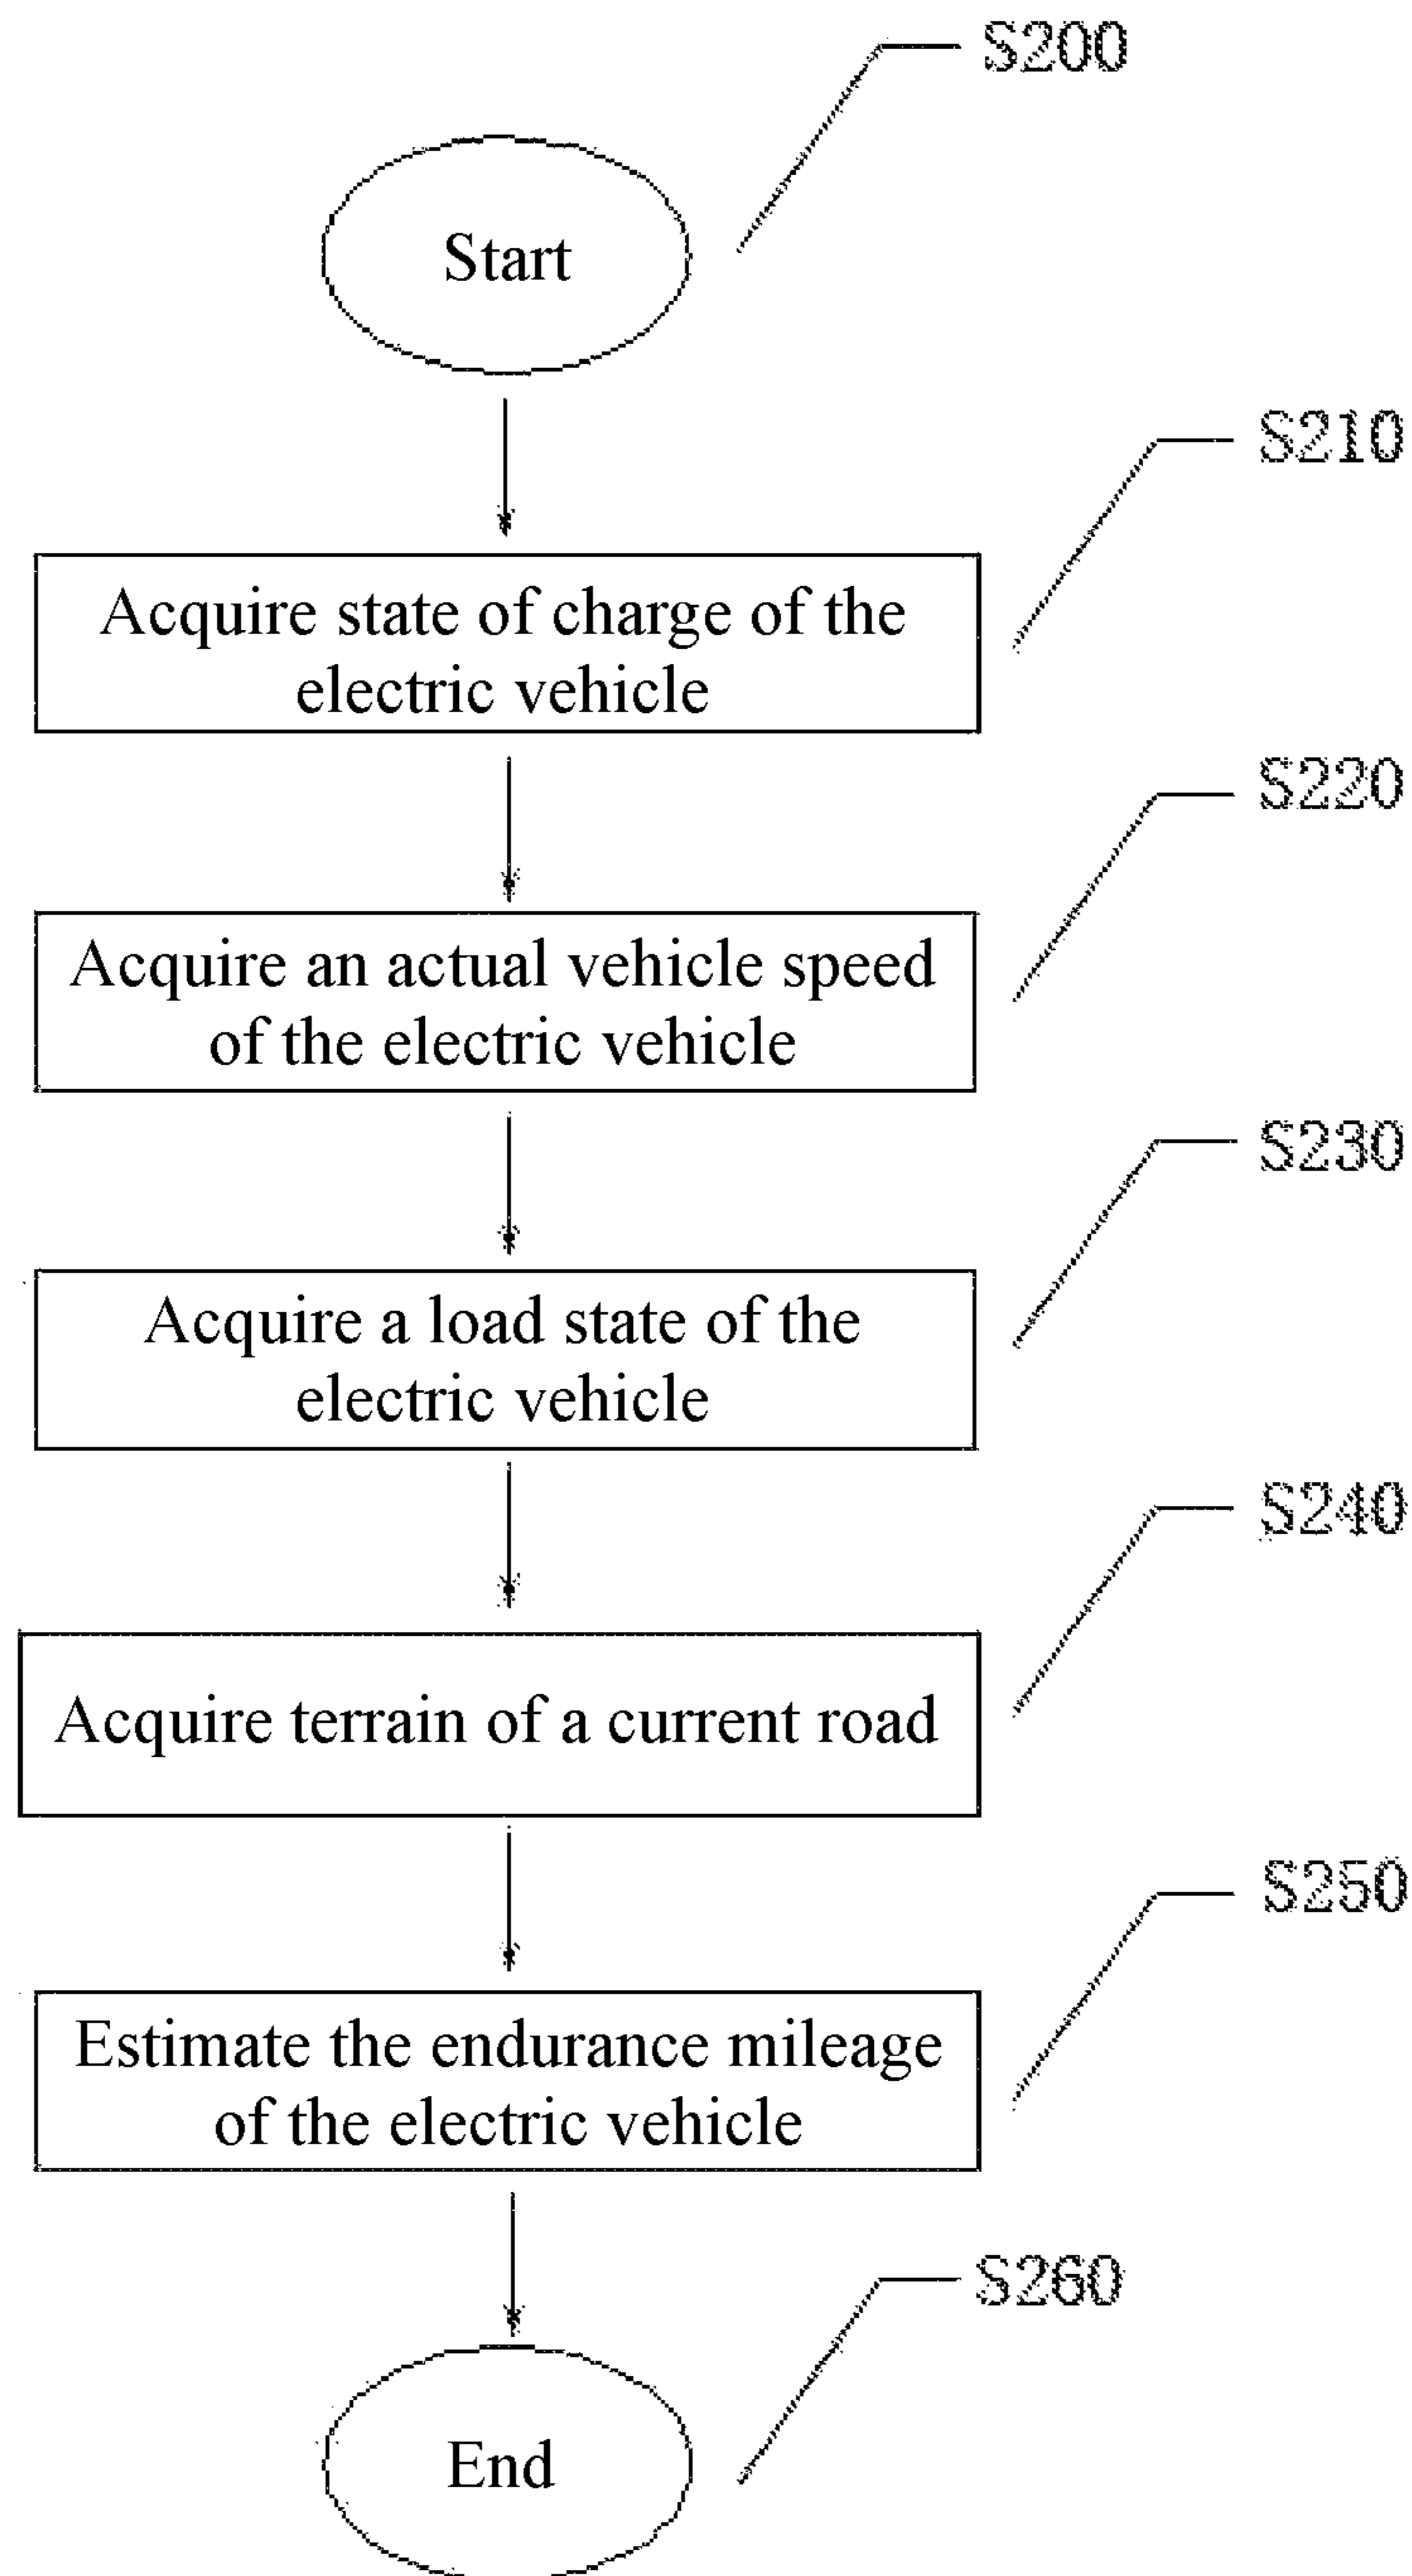 S200
Start
S210
Acquire state of charge of the
electric vehicle
S220
Acquire an actual vehicle speed
of the electric vehicle
S230
Acquire a load state of the
electric vehicle
S240
Acquire terrain of a current road
S250
Estimate the endurance mileage
of the electric vehicle
S260
End